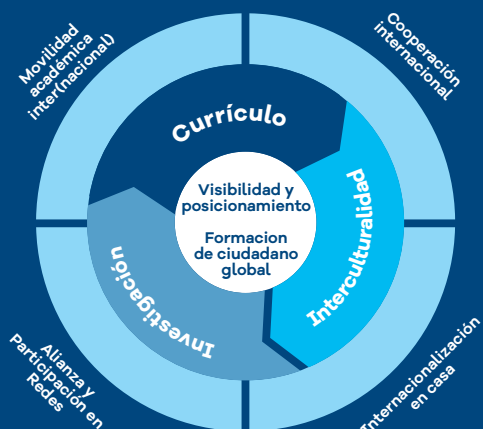 Movilidad
académica
inter(nacional)
Cooperación
internacional
Currículo
Visibilidad y
posicionamiento
Formacion
de ciudadano
global
Interculturalidad
Investigación
Alianza y
Participación en
Redes
Internacionalización
en casa